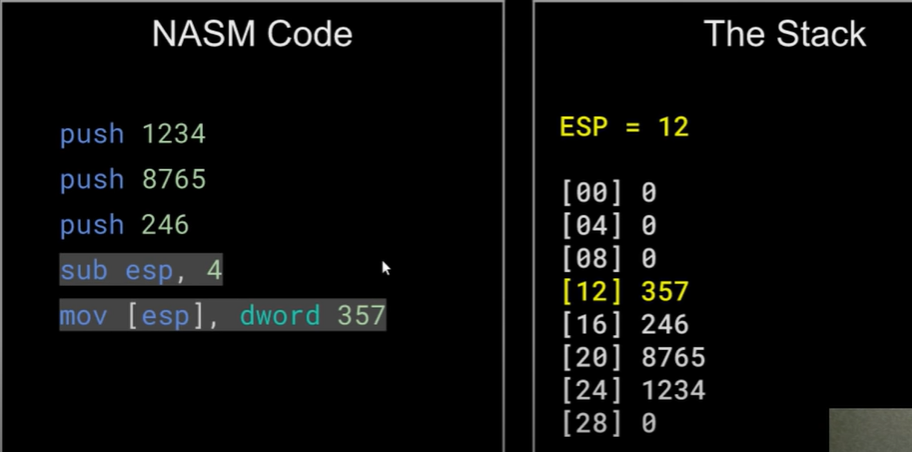 NASM Code
push 1234
push 8765
push 246
sub esp, 4
mov [esp], dword 357
The Stack
ESP = 12
[00] 0
[04] 0
[08] 0
[12] 357
[16] 246
[20] 8765
[24] 1234
[28] 0